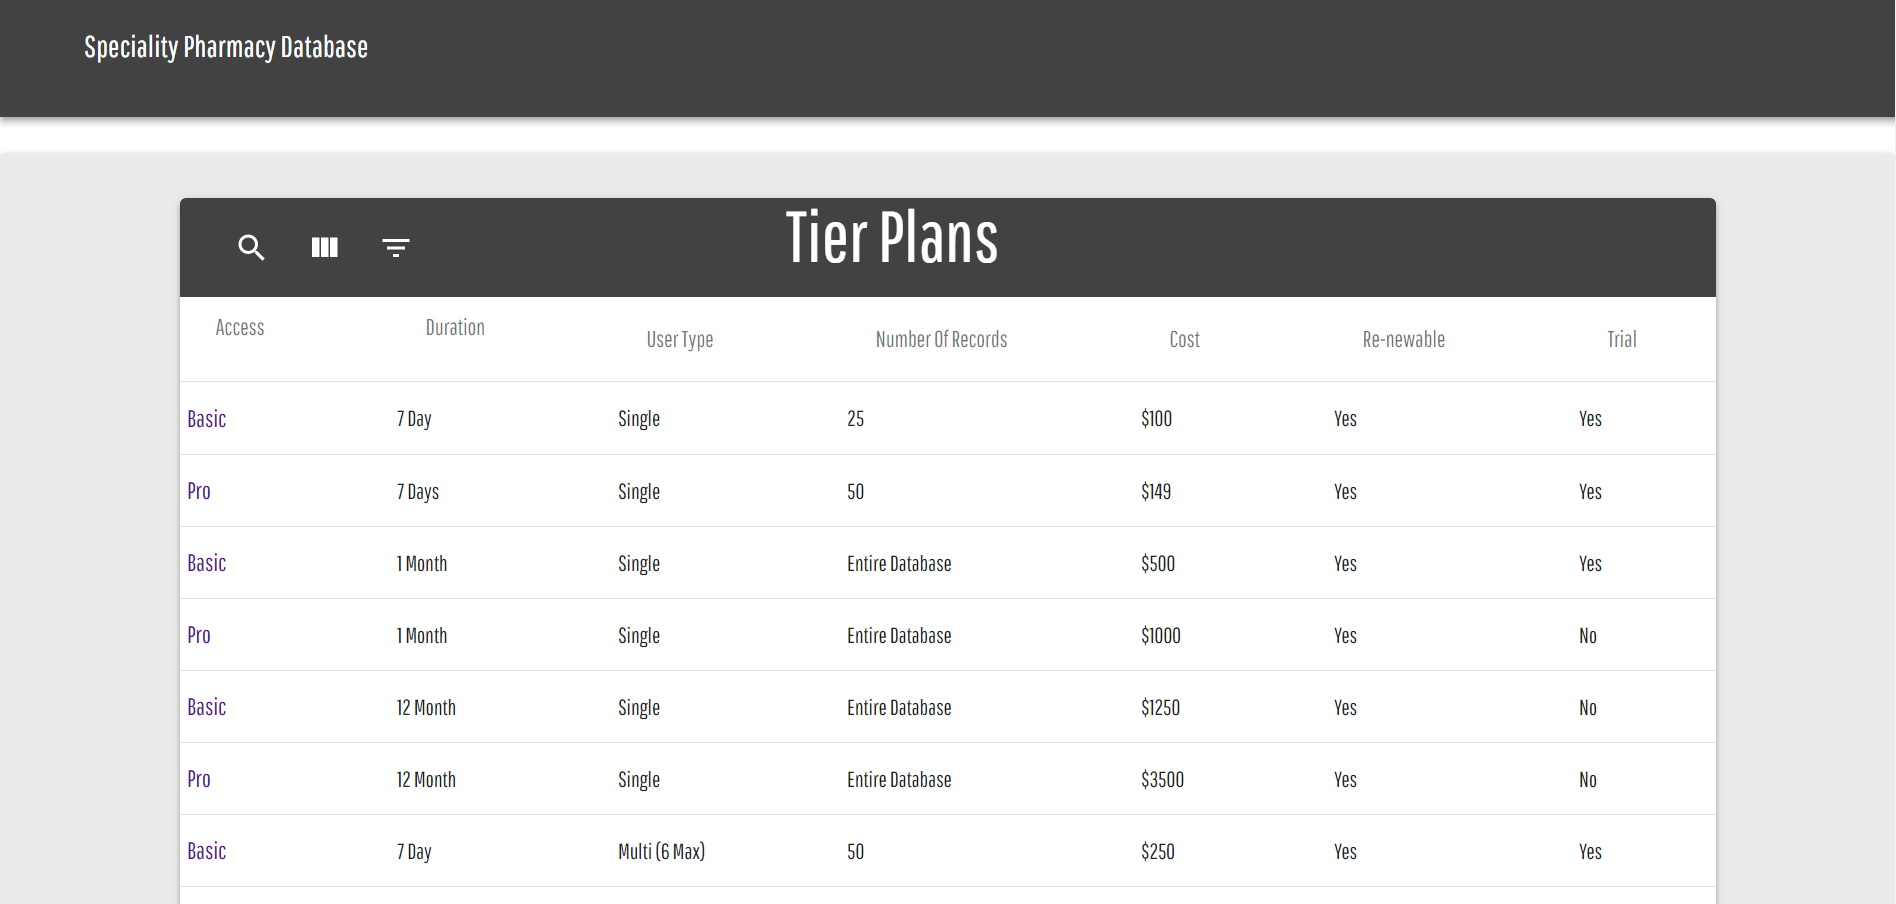 Speciality Pharmacy Database
Tier Plans
Access Duration User Type Number Of Records Cost Re-newable Trial
Basic 7 Day Single 25 $100 Yes Yes
Pro 7 Days Single 50 $149 Yes Yes
Basic 1 Month Single Entire Database $500 Yes Yes
Pro 1 Month Single Entire Database $1000 Yes No
Basic 12 Month Single Entire Database $1250 Yes No
Pro 12 Month Single Entire Database $3500 Yes No
Basic 7 Day Multi (6 Max) 50 $250 Yes Yes